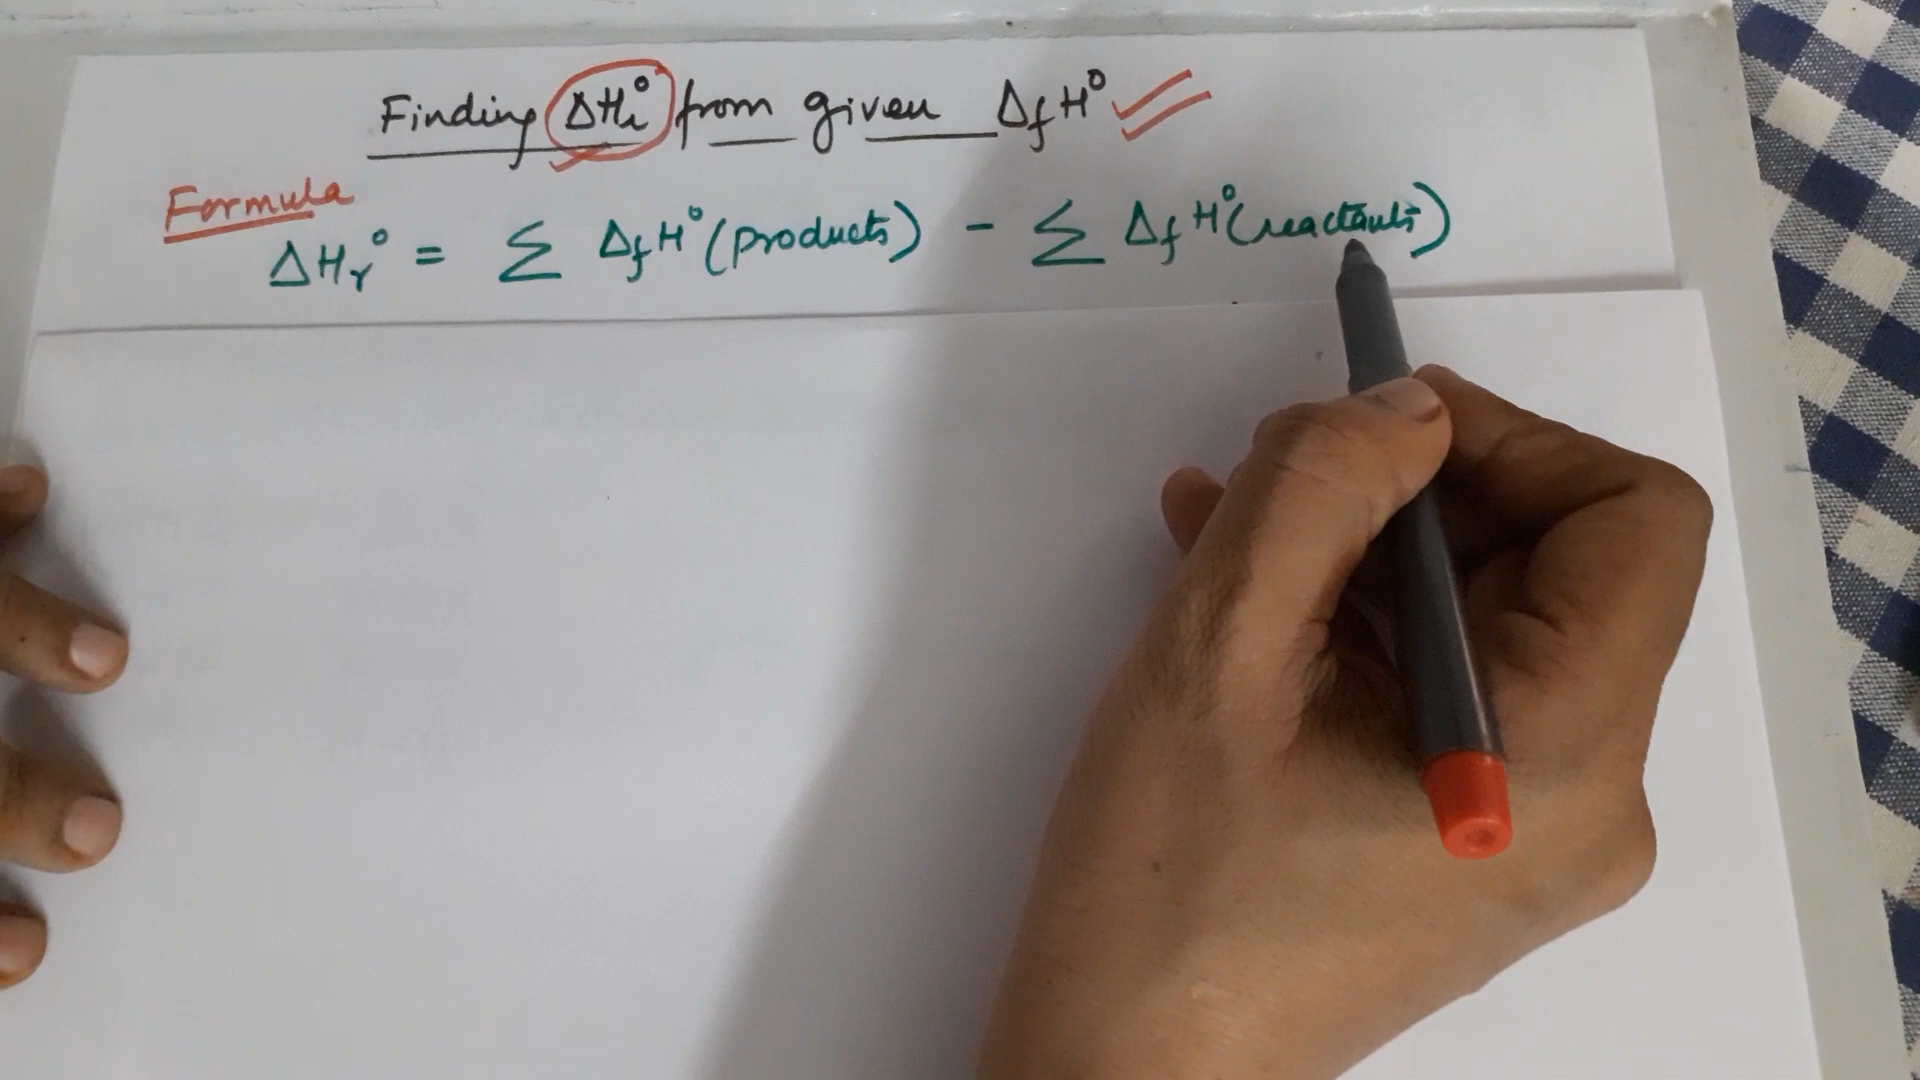 Finding ΔHr° from given ΔfH°
Formula
ΔHr° = Σ ΔfH°(products) - Σ ΔfH°(reactants)